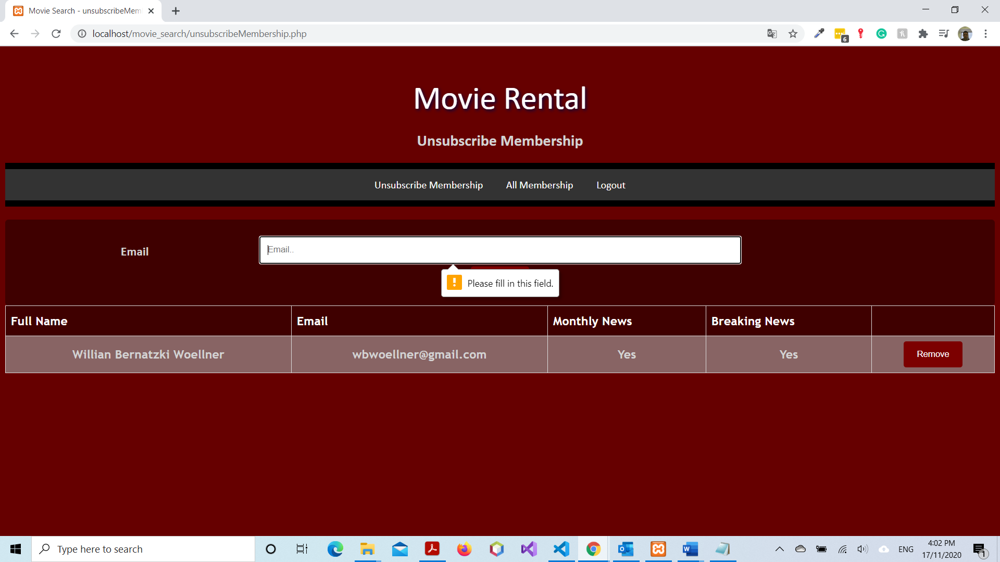 Movie Search - unsubscribeMem
localhost/movie_search/unsubscribeMembership.php
6
Movie Rental
Unsubscribe Membership
Unsubscribe Membership All Membership Logout
Email
Email..
Please fill in this field.
Full Name Email Monthly News Breaking News
Willian Bernatzki Woellner wbwoellner@gmail.com Yes Yes Remove
Type here to search
ENG
4:02 PM
17/11/2020
1